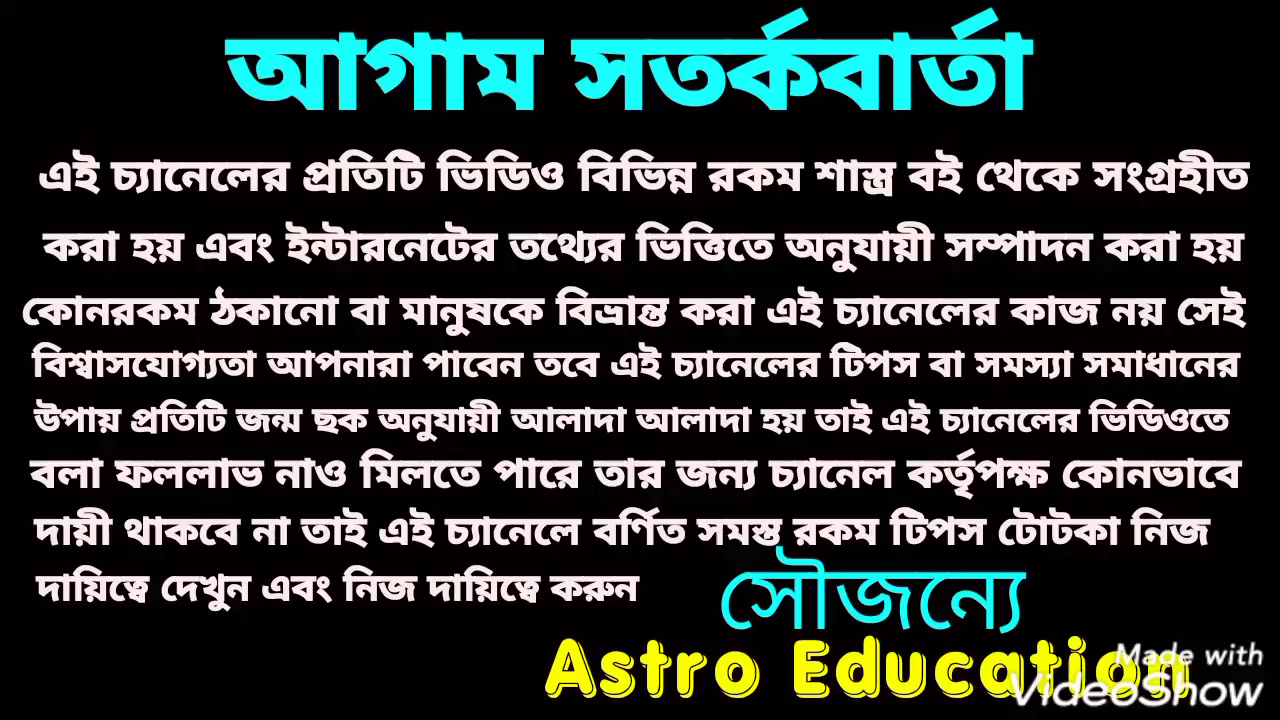 আগাম সতর্কবার্তা
এই চ্যানেলের প্রতিটি ভিডিও বিভিন্ন রকম শাস্ত্র বই থেকে সংগ্রহীত
করা হয় এবং ইন্টারনেটের তথ্যের ভিত্তিতে অনুযায়ী সম্পাদন করা হয়
কোনরকম ঠকানো বা মানুষকে বিভ্রান্ত করা এই চ্যানেলের কাজ নয় সেই
বিশ্বাসযোগ্যতা আপনারা পাবেন তবে এই চ্যানেলের টিপস বা সমস্যা সমাধানের
উপায় প্রতিটি জন্ম ছক অনুযায়ী আলাদা আলাদা হয় তাই এই চ্যানেলের ভিডিওতে
বলা ফললাভ নাও মিলতে পারে তার জন্য চ্যানেল কর্তৃপক্ষ কোনভাবে
দায়ী থাকবে না তাই এই চ্যানেলে বর্ণিত সমস্ত রকম টিপস টোটকা নিজ
দায়িত্বে দেখুন এবং নিজ দায়িত্বে করুন
সৌজন্যে
Astro Education
Made with
VideoShow